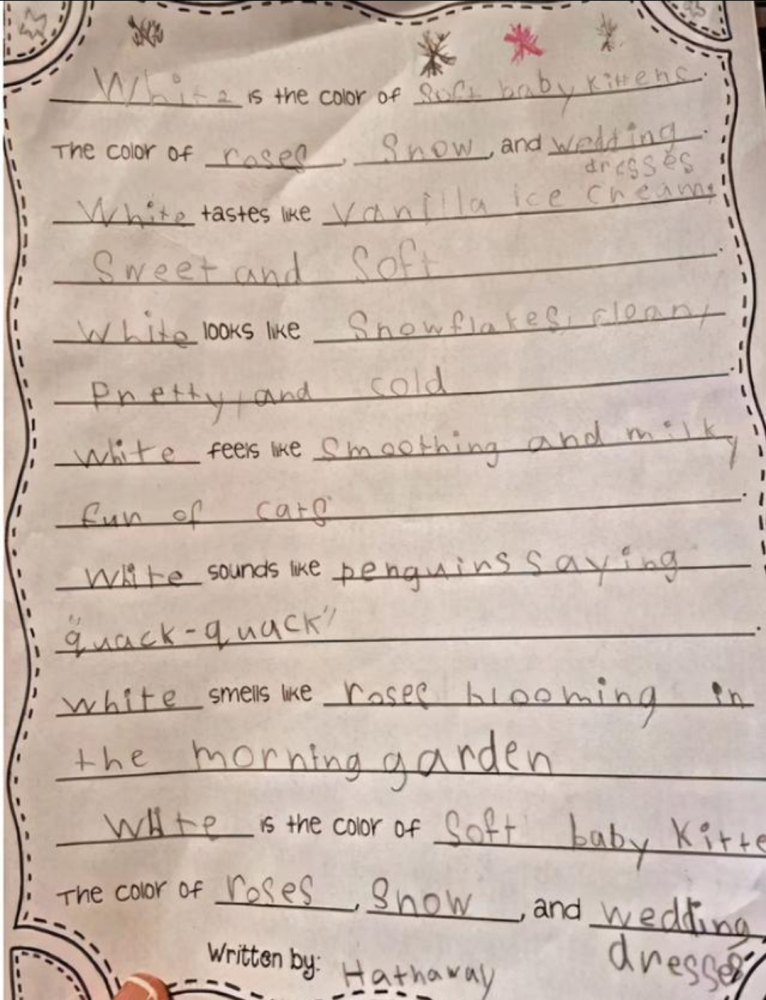 White is the color of Soft baby kittens.
The color of roses, Snow, and wedding.
dresses
White tastes like Vanilla ice cream,
Sweet and Soft.
White looks like Snowflakes, clean,
Pretty, and cold.
White feels like Smoothing and milky
fun of cats.
White sounds like penguins saying
"quack-quack".
white smells like roses blooming in
the morning garden
White is the color of Soft baby Kitte
The color of roses, Snow, and wedding
dresses
Written by: Hathaway